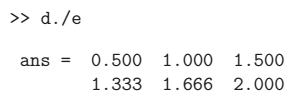 >> d./e
ans = 0.500 1.000 1.500
1.333 1.666 2.000